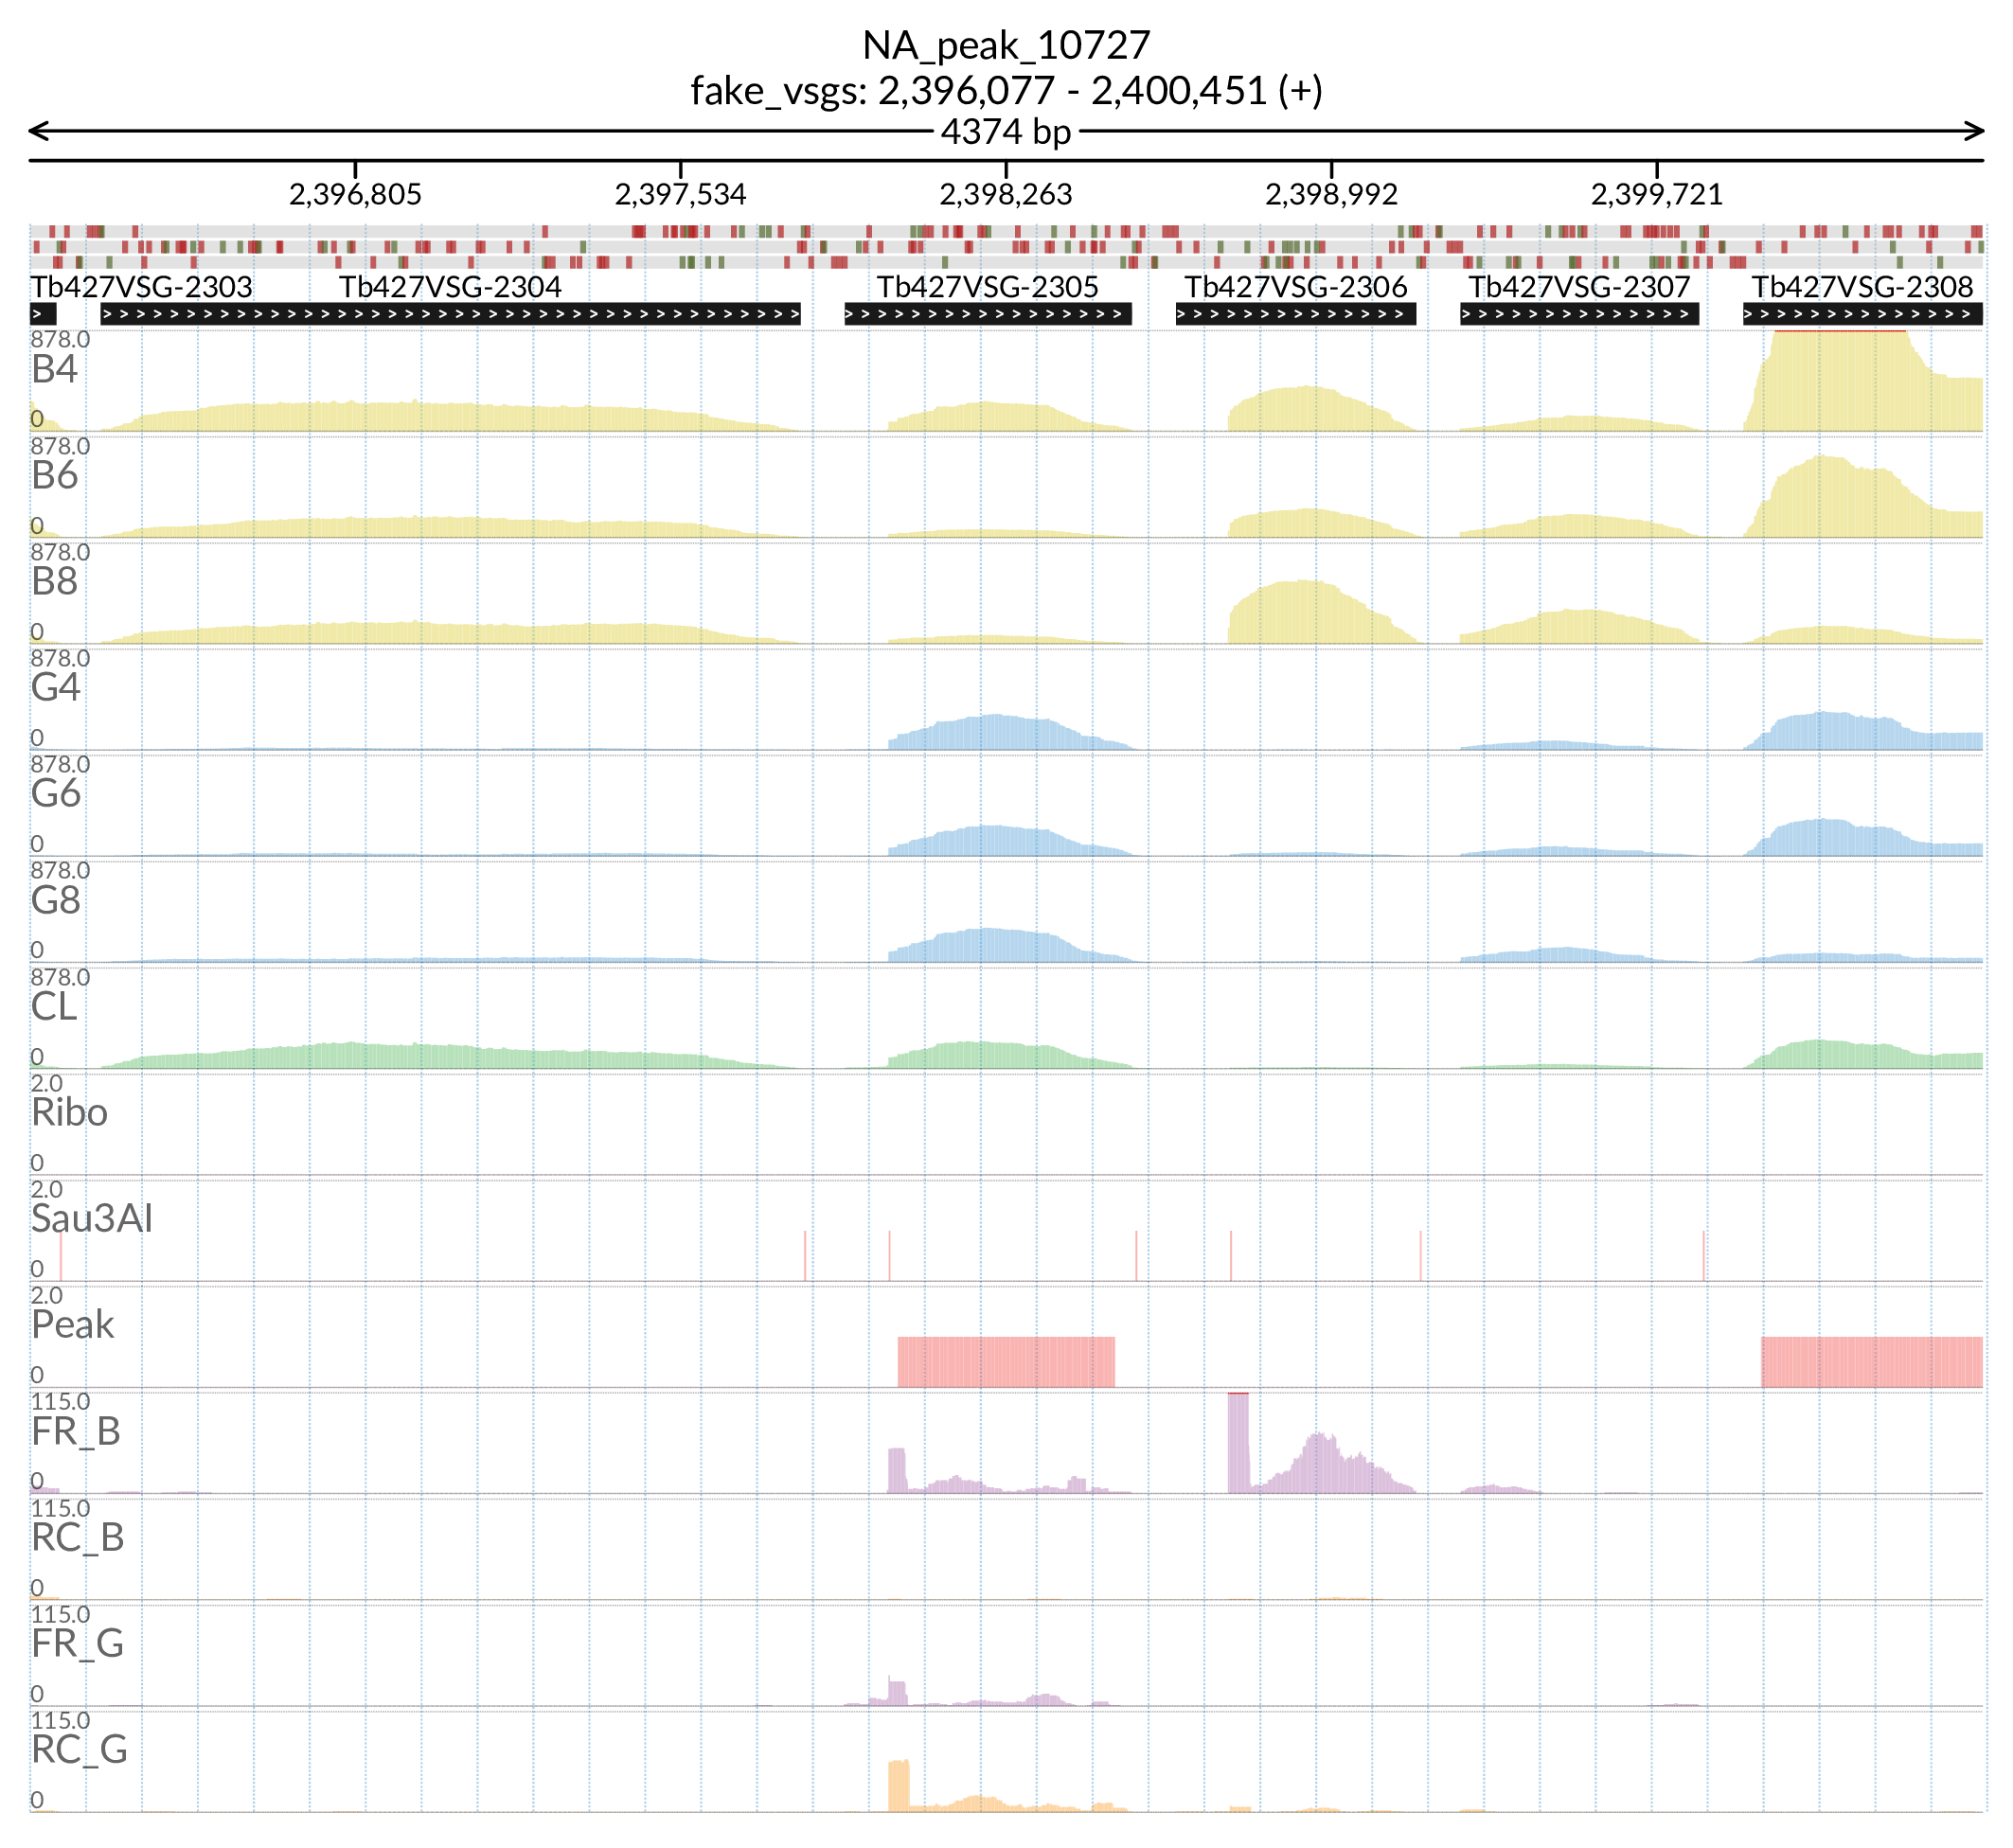 NA_peak_10727
fake_vsgs: 2,396,077 - 2,400,451 (+)
4374 bp
2,396,805 2,397,534 2,398,263 2,398,992 2,399,721
Tb427VSG-2303 Tb427VSG-2304 Tb427VSG-2305 Tb427VSG-2306 Tb427VSG-2307 Tb427VSG-2308
878.0
B4
0
878.0
B6
0
878.0
B8
0
878.0
G4
0
878.0
G6
0
878.0
G8
0
878.0
CL
0
2.0
Ribo
0
2.0
Sau3AI
0
2.0
Peak
0
115.0
FR_B
0
115.0
RC_B
0
115.0
FR_G
0
115.0
RC_G
0